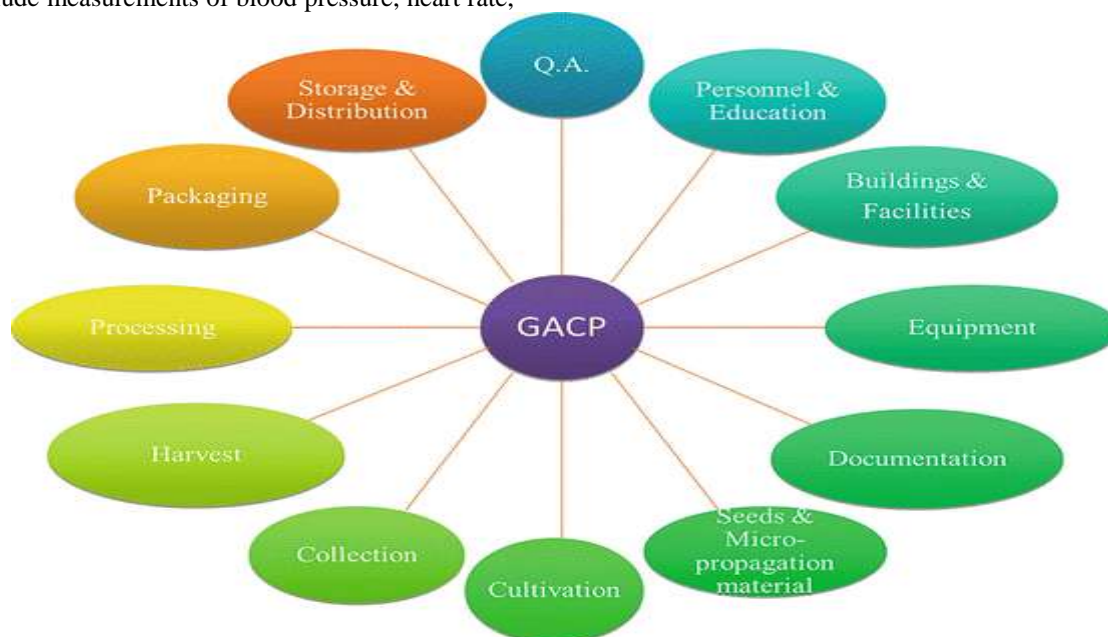 ude measurements of blood pressure, heart rate,
Q.A.
Personnel &
Education
Buildings &
Facilities
Equipment
Documentation
Seeds &
Micro-
propagation
material
Cultivation
Collection
Harvest
Processing
Packaging
Storage &
Distribution
GACP